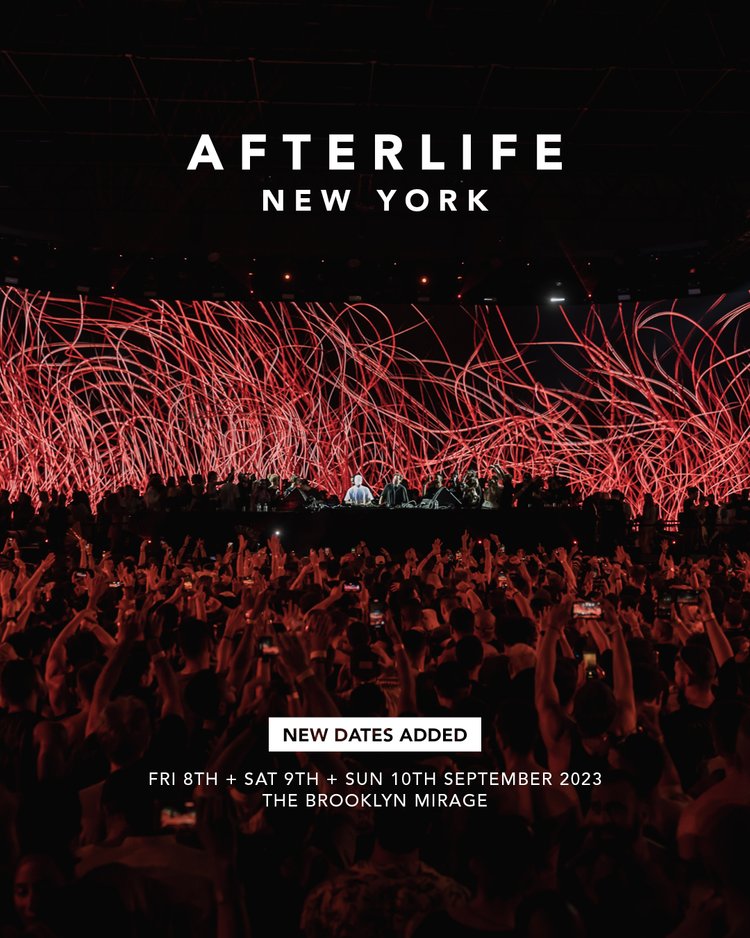 AFTERLIFE
NEW YORK
NEW DATES ADDED
FRI 8TH + SAT 9TH + SUN 10TH SEPTEMBER 2023
THE BROOKLYN MIRAGE